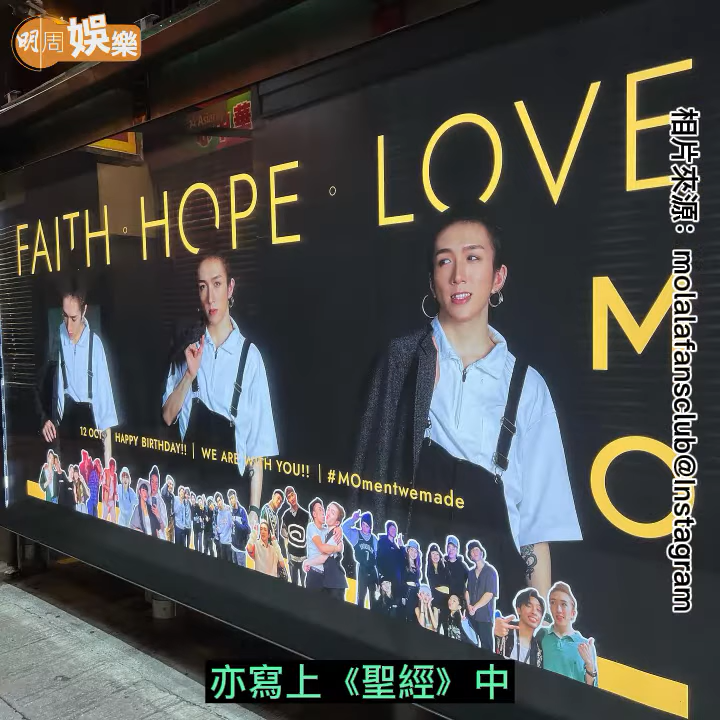 明周娛樂
FAITH ◦ HOPE ◦ LOVE
MO
12 OCT | HAPPY BIRTHDAY!! | WE ARE WITH YOU!! | #MOmentwemade
相片來源：molalafansclub@Instagram
亦寫上《聖經》中